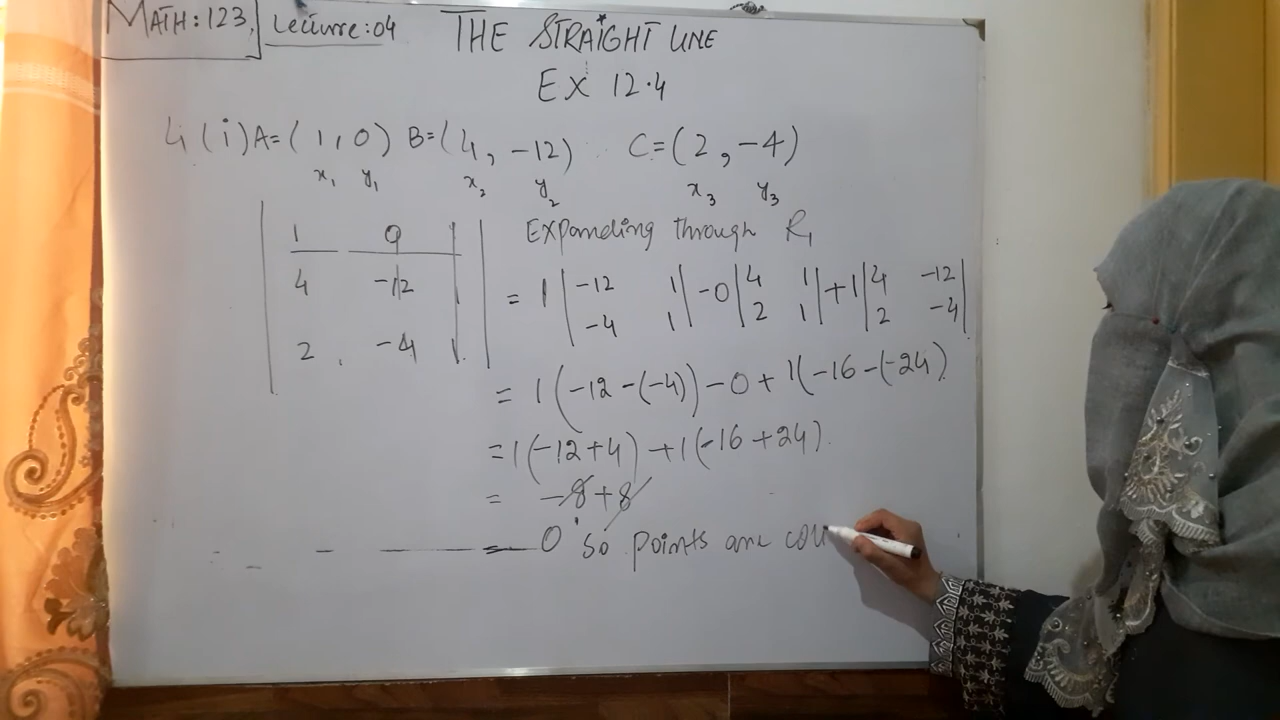 MATH:123, Lecture:04 THE STRAIGHT LINE
EX 12.4
4 (i) A=(1,0) B=(4, -12) C=(2, -4)
x₁ y₁ x₂ y₂ x₃ y₃
Expanding through R₁
| 1 0 1 |
| 4 -12 1 |
| 2 -4 1 |
= 1 | -12 1 | -0 | 4 1 | +1 | 4 -12 |
| -4 1 | | 2 1 | | 2 -4 |
= 1(-12-(-4)) -0 + 1(-16-(-24)
= 1(-12+4) +1(-16+24).
= -8+8
= 0 so points are